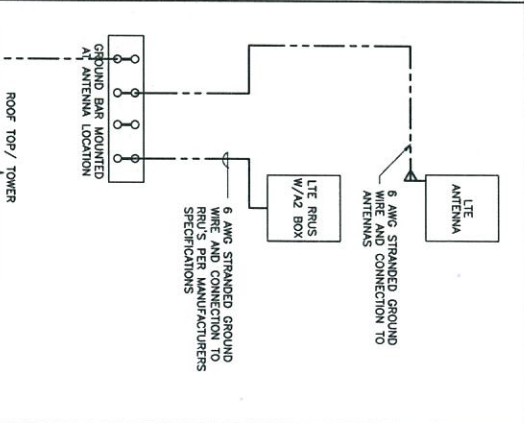 LTE
ANTENNA
6 AWG STRANDED GROUND
WIRE AND CONNECTION TO
ANTENNAS
LTE RRUS
W/A2 BOX
6 AWG STRANDED GROUND
WIRE AND CONNECTION TO
RRU'S PER MANUFACTURERS
SPECIFICATIONS
GROUND BAR MOUNTED
AT ANTENNA LOCATION
ROOF TOP/ TOWER